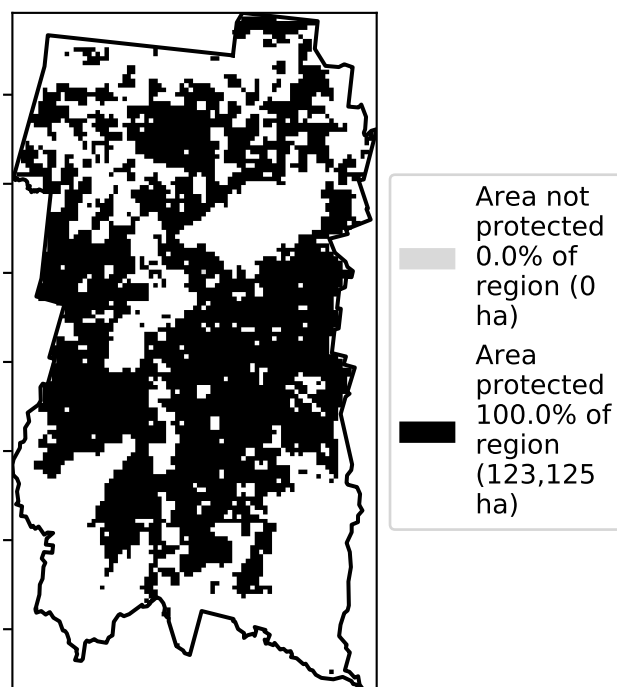 Area not
protected
0.0% of
region (0
ha)
Area
protected
100.0% of
region
(123,125
ha)